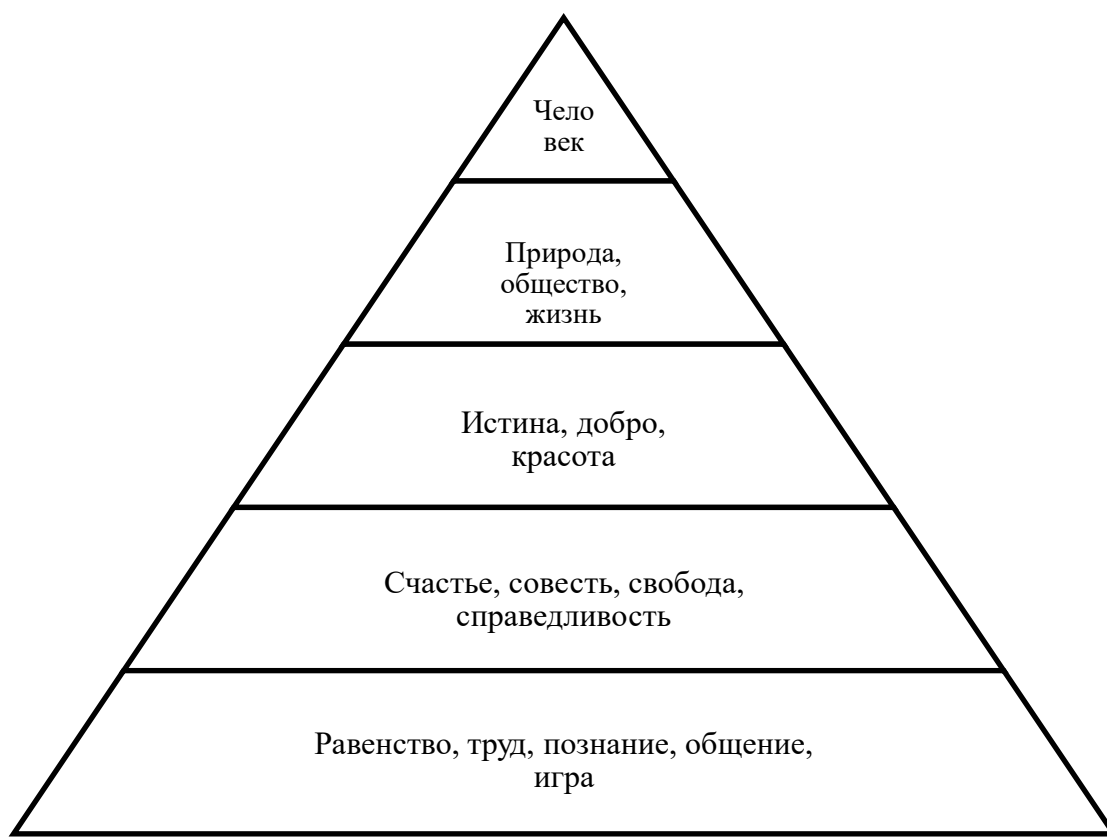 Чело
век
Природа,
общество,
жизнь
Истина, добро,
красота
Счастье, совесть, свобода,
справедливость
Равенство, труд, познание, общение,
игра